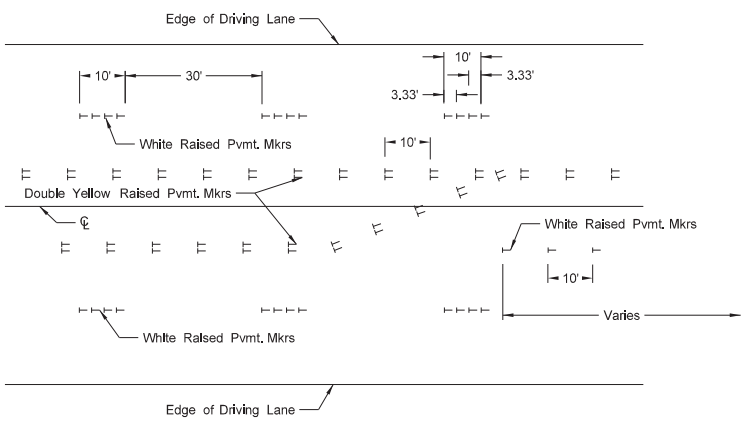 Edge of Driving Lane
10'
10'
30'
3.33'
3.33'
White Raised Pvmt. Mkrs
10'
Double Yellow Raised Pvmt. Mkrs
℄
White Raised Pvmt. Mkrs
10'
Varies
White Raised Pvmt. Mkrs
Edge of Driving Lane